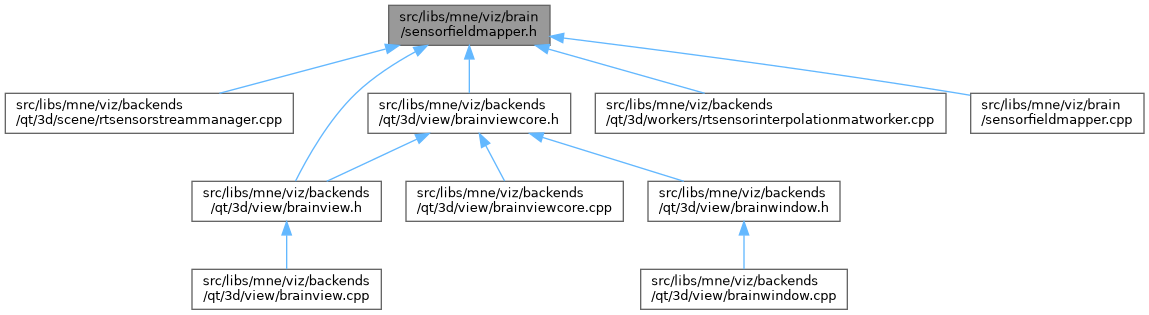 src/libs/mne/viz/brain
/sensorfieldmapper.h
src/libs/mne/viz/backends
/qt/3d/scene/rtsensorstreammanager.cpp
src/libs/mne/viz/backends
/qt/3d/view/brainviewcore.h
src/libs/mne/viz/backends
/qt/3d/workers/rtsensorinterpolationmatworker.cpp
src/libs/mne/viz/brain
/sensorfieldmapper.cpp
src/libs/mne/viz/backends
/qt/3d/view/brainview.h
src/libs/mne/viz/backends
/qt/3d/view/brainviewcore.cpp
src/libs/mne/viz/backends
/qt/3d/view/brainwindow.h
src/libs/mne/viz/backends
/qt/3d/view/brainview.cpp
src/libs/mne/viz/backends
/qt/3d/view/brainwindow.cpp